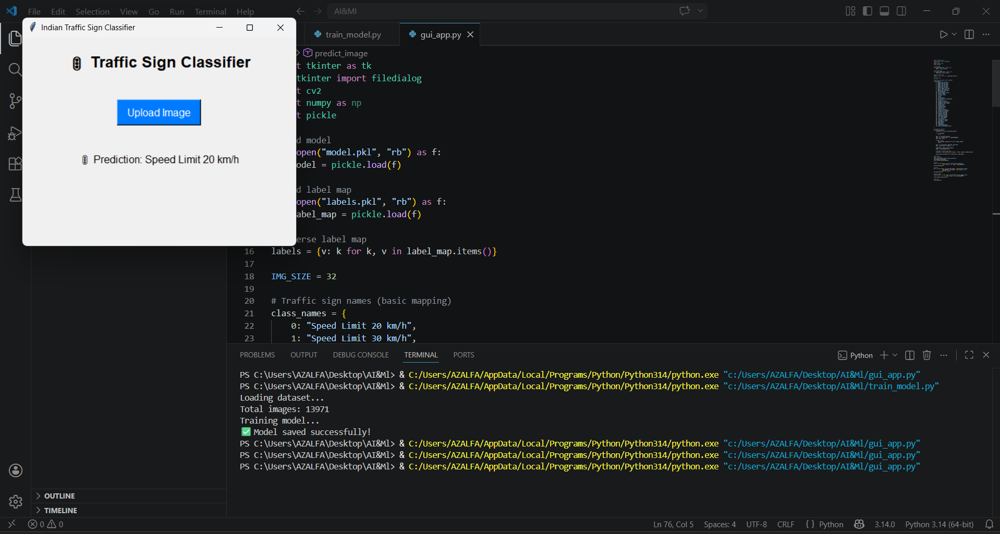 File Edit Selection View Go Run Terminal Help
AI&Ml
Indian Traffic Sign Classifier
Traffic Sign Classifier
Upload Image
Prediction: Speed Limit 20 km/h
train_model.py
gui_app.py
predict_image
t tkinter as tk
tkinter import filedialog
t cv2
t numpy as np
t pickle
d model
open("model.pkl", "rb") as f:
odel = pickle.load(f)
d label map
open("labels.pkl", "rb") as f:
abel_map = pickle.load(f)
erse label map
16 labels = {v: k for k, v in label_map.items()}
17
18 IMG_SIZE = 32
19
20 # Traffic sign names (basic mapping)
21 class_names = {
22 0: "Speed Limit 20 km/h",
23 1: "Speed Limit 30 km/h",
PROBLEMS OUTPUT DEBUG CONSOLE TERMINAL PORTS
Python
PS C:\Users\AZALFA\Desktop\AI&Ml> & C:/Users/AZALFA/AppData/Local/Programs/Python/Python314/python.exe "c:/Users/AZALFA/Desktop/AI&Ml/gui_app.py"
PS C:\Users\AZALFA\Desktop\AI&Ml> & C:/Users/AZALFA/AppData/Local/Programs/Python/Python314/python.exe "c:/Users/AZALFA/Desktop/AI&Ml/train_model.py"
Loading dataset...
Total images: 13971
Training model...
✅ Model saved successfully!
PS C:\Users\AZALFA\Desktop\AI&Ml> & C:/Users/AZALFA/AppData/Local/Programs/Python/Python314/python.exe "c:/Users/AZALFA/Desktop/AI&Ml/gui_app.py"
PS C:\Users\AZALFA\Desktop\AI&Ml> & C:/Users/AZALFA/AppData/Local/Programs/Python/Python314/python.exe "c:/Users/AZALFA/Desktop/AI&Ml/gui_app.py"
PS C:\Users\AZALFA\Desktop\AI&Ml> & C:/Users/AZALFA/AppData/Local/Programs/Python/Python314/python.exe "c:/Users/AZALFA/Desktop/AI&Ml/gui_app.py"
OUTLINE
TIMELINE
0 0
Ln 76, Col 5 Spaces: 4 UTF-8 CRLF {} Python 3.14.0 Python 3.14 (64-bit)